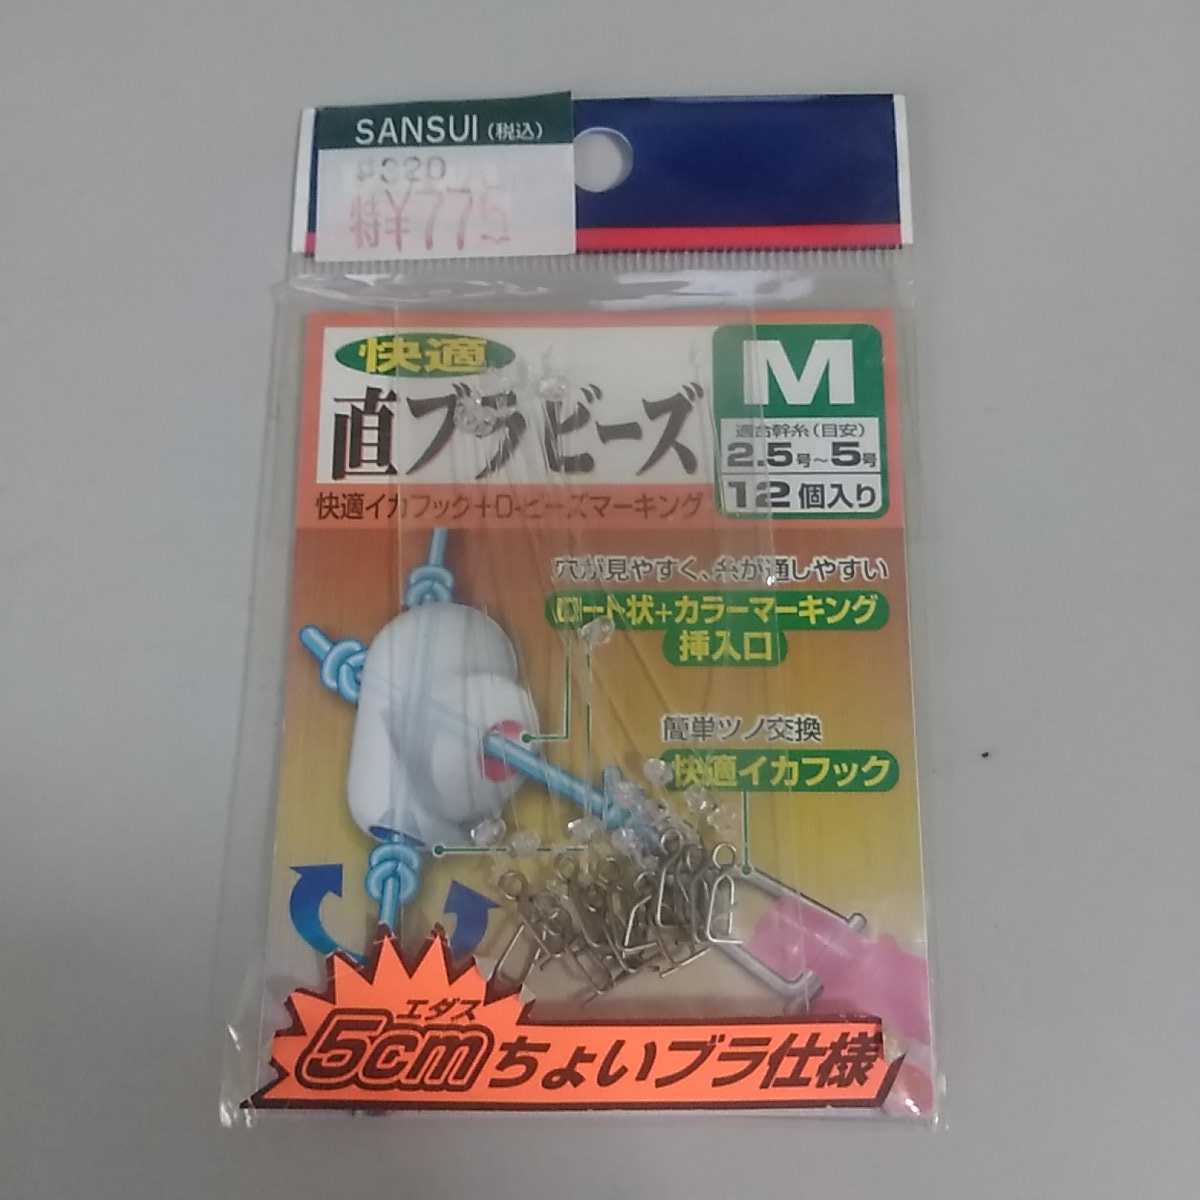 SANSUI(税込)
#320
特¥775
快適
直ブラビーズ
快適イカフック+D-ビーズマーキング
M
適合幹糸(目安)
2.5号~5号
12個入り
穴が見やすく、糸が通しやすい
ロート状+カラーマーキング
挿入口
簡単ツノ交換
快適イカフック
エダス
5cmちょいブラ仕様